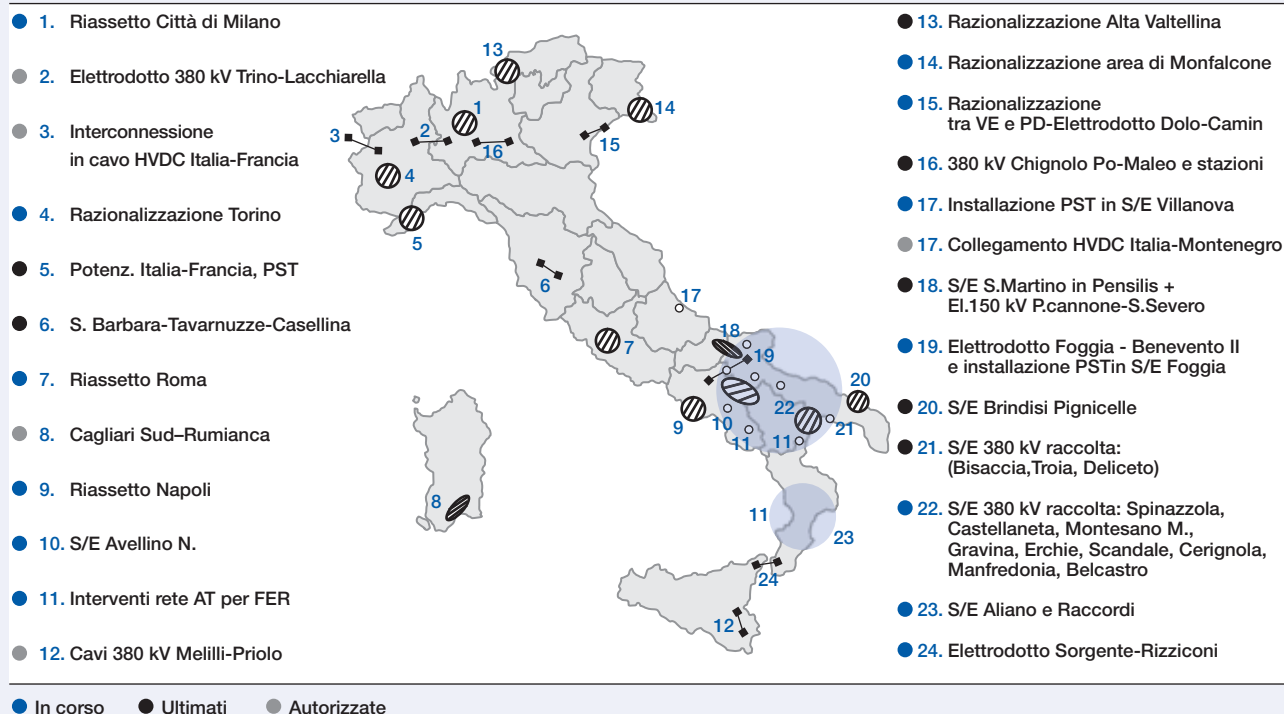 1. Riassetto Città di Milano
2. Elettrodotto 380 kV Trino-Lacchiarella
3. Interconnessione
in cavo HVDC Italia-Francia
4. Razionalizzazione Torino
5. Potenz. Italia-Francia, PST
6. S. Barbara-Tavarnuzze-Casellina
7. Riassetto Roma
8. Cagliari Sud–Rumianca
9. Riassetto Napoli
10. S/E Avellino N.
11. Interventi rete AT per FER
12. Cavi 380 kV Melilli-Priolo
13
1
14
2
3
16
15
4
5
6
17
7
18
19
20
22
9
10
21
11
11
8
11
23
24
12
13. Razionalizzazione Alta Valtellina
14. Razionalizzazione area di Monfalcone
15. Razionalizzazione
tra VE e PD-Elettrodotto Dolo-Camin
16. 380 kV Chignolo Po-Maleo e stazioni
17. Installazione PST in S/E Villanova
17. Collegamento HVDC Italia-Montenegro
18. S/E S.Martino in Pensilis +
El.150 kV P.cannone-S.Severo
19. Elettrodotto Foggia - Benevento II
e installazione PSTin S/E Foggia
20. S/E Brindisi Pignicelle
21. S/E 380 kV raccolta:
(Bisaccia,Troia, Deliceto)
22. S/E 380 kV raccolta: Spinazzola,
Castellaneta, Montesano M.,
Gravina, Erchie, Scandale, Cerignola,
Manfredonia, Belcastro
23. S/E Aliano e Raccordi
24. Elettrodotto Sorgente-Rizziconi
In corso Ultimati Autorizzate